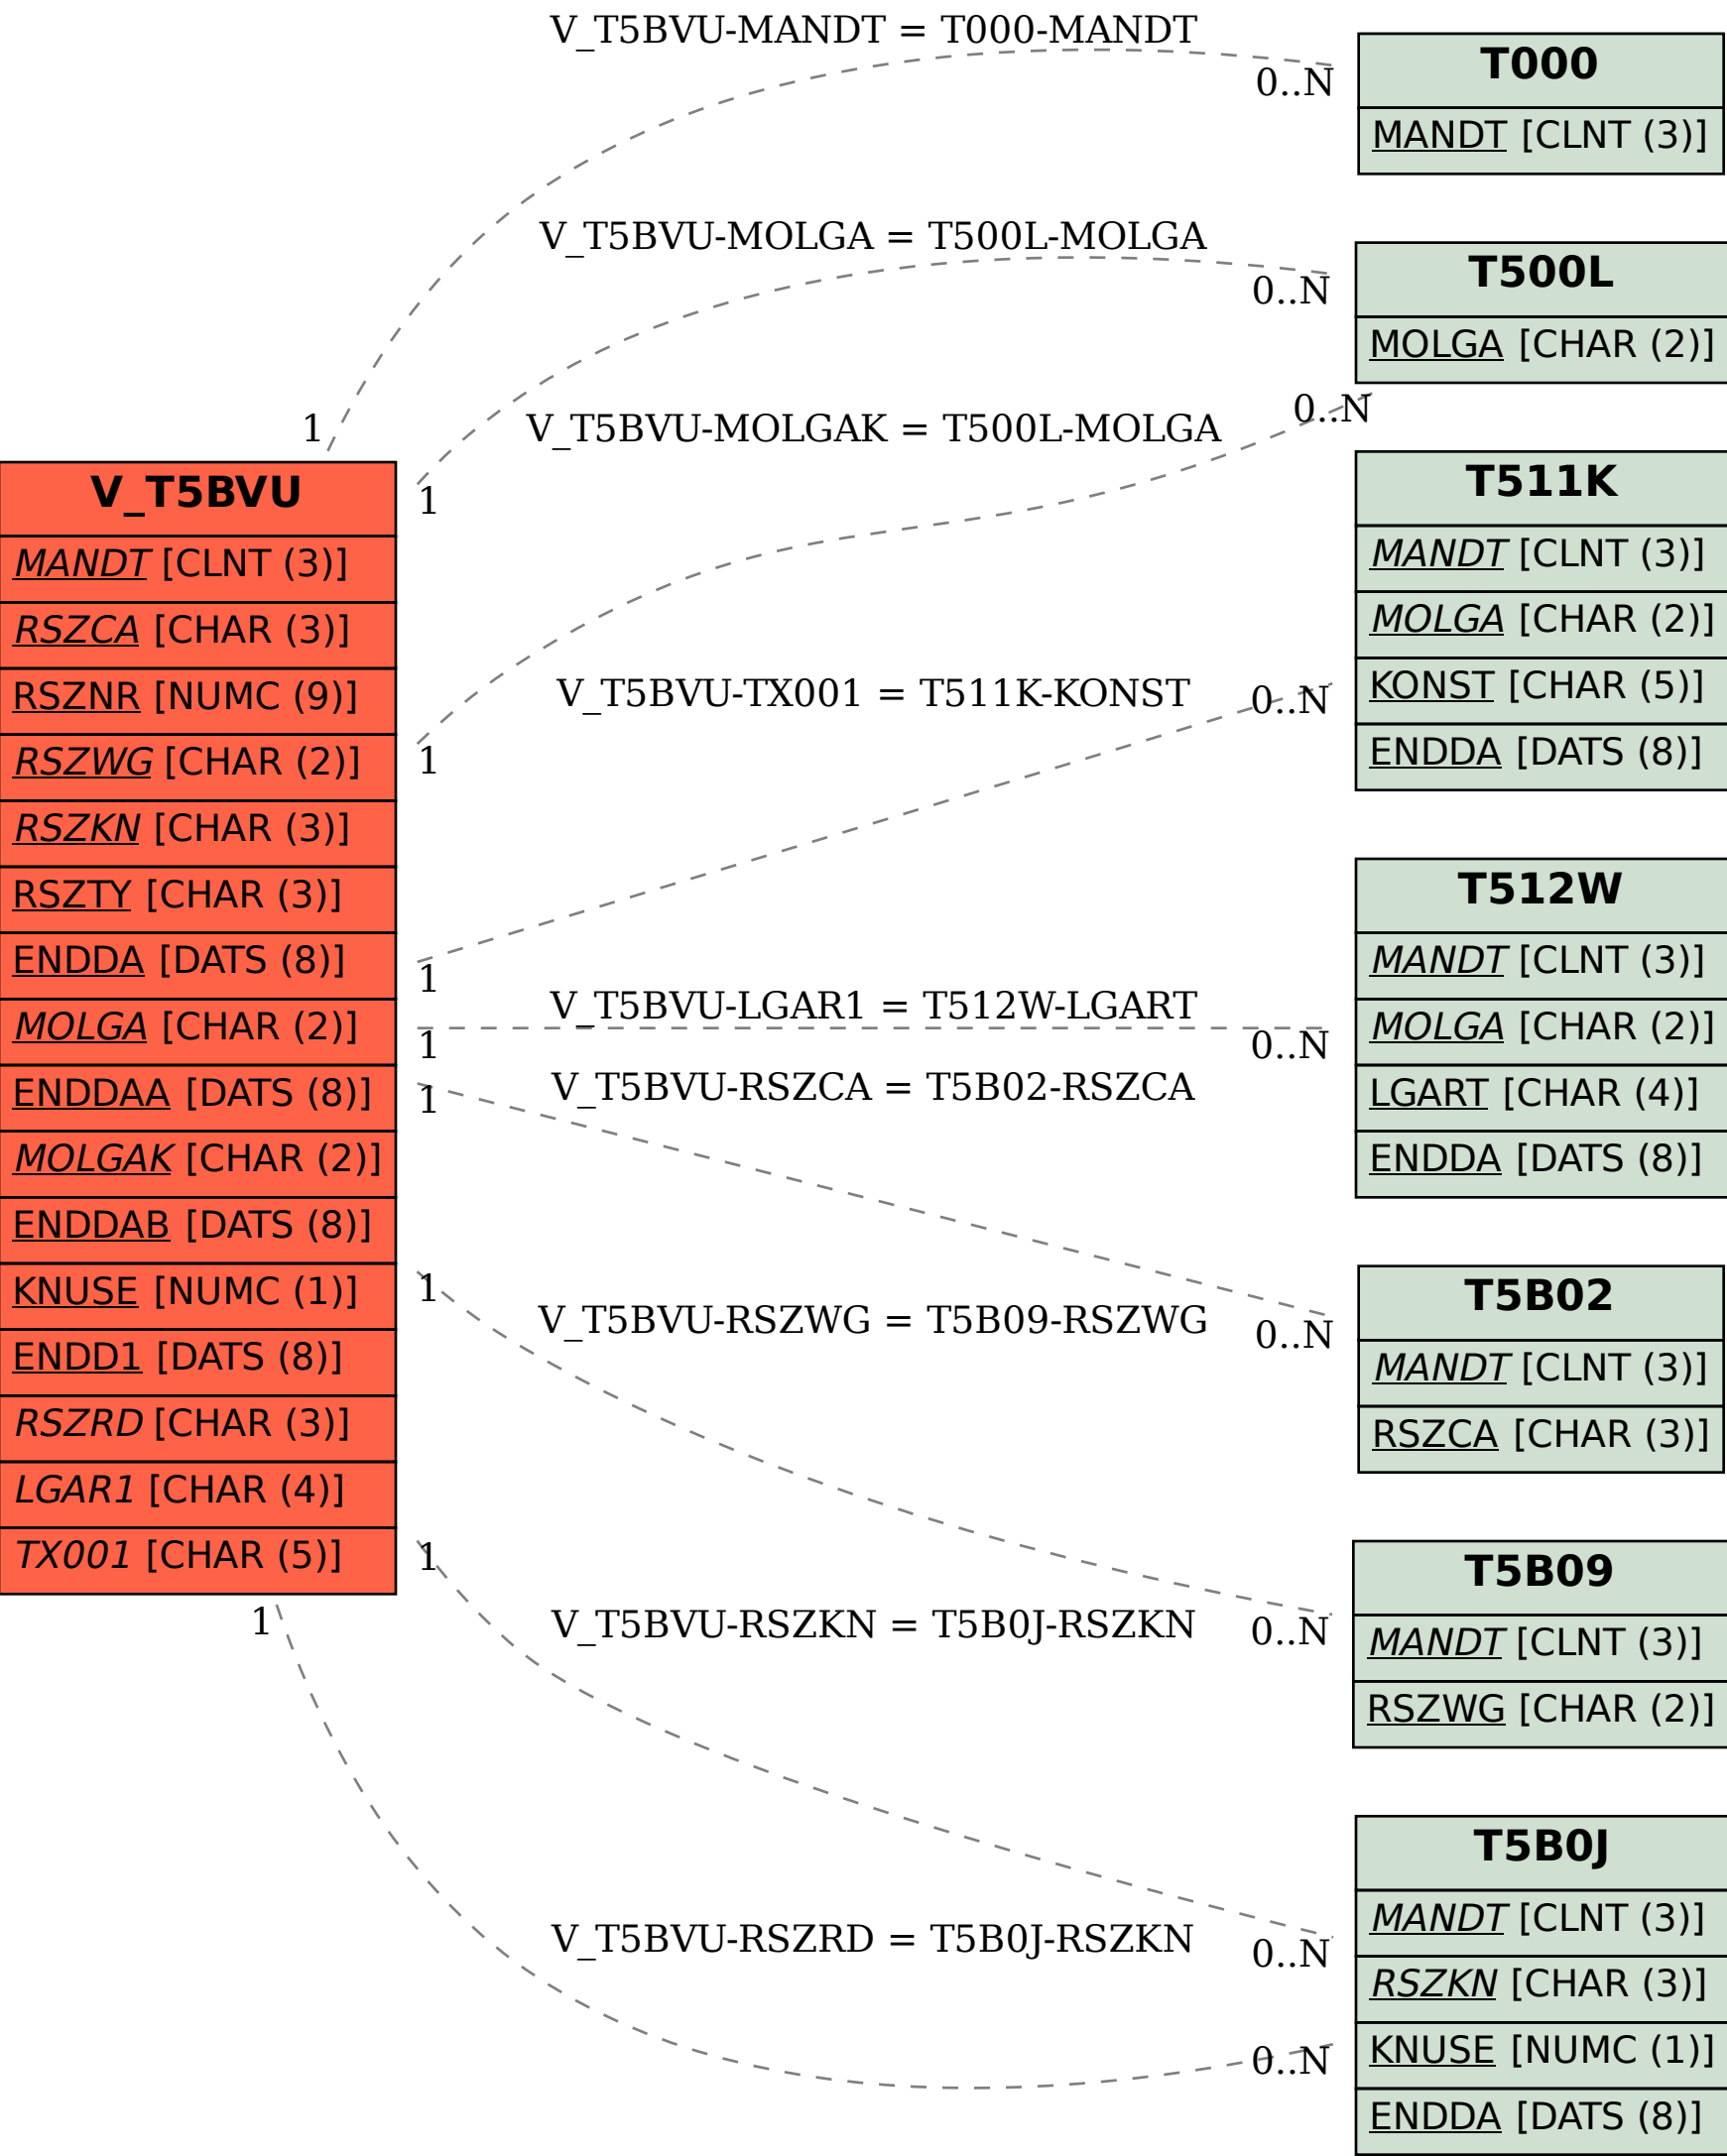 V_T5BVU-MANDT = T000-MANDT
0..N
1
V_T5BVU-MOLGA = T500L-MOLGA
0..N
1
V_T5BVU-MOLGAK = T500L-MOLGA
0..N
1
V_T5BVU-TX001 = T511K-KONST
0..N
1
V_T5BVU-LGAR1 = T512W-LGART
0..N
1
V_T5BVU-RSZCA = T5B02-RSZCA
0..N
1
V_T5BVU-RSZWG = T5B09-RSZWG
0..N
1
V_T5BVU-RSZKN = T5B0J-RSZKN
0..N
1
V_T5BVU-RSZRD = T5B0J-RSZKN
0..N
1
V_T5BVU
MANDT [CLNT (3)]
RSZCA [CHAR (3)]
RSZNR [NUMC (9)]
RSZWG [CHAR (2)]
RSZKN [CHAR (3)]
RSZTY [CHAR (3)]
ENDDA [DATS (8)]
MOLGA [CHAR (2)]
ENDDAA [DATS (8)]
MOLGAK [CHAR (2)]
ENDDAB [DATS (8)]
KNUSE [NUMC (1)]
ENDD1 [DATS (8)]
RSZRD [CHAR (3)]
LGAR1 [CHAR (4)]
TX001 [CHAR (5)]
T000
MANDT [CLNT (3)]
T500L
MOLGA [CHAR (2)]
T511K
MANDT [CLNT (3)]
MOLGA [CHAR (2)]
KONST [CHAR (5)]
ENDDA [DATS (8)]
T512W
MANDT [CLNT (3)]
MOLGA [CHAR (2)]
LGART [CHAR (4)]
ENDDA [DATS (8)]
T5B02
MANDT [CLNT (3)]
RSZCA [CHAR (3)]
T5B09
MANDT [CLNT (3)]
RSZWG [CHAR (2)]
T5B0J
MANDT [CLNT (3)]
RSZKN [CHAR (3)]
KNUSE [NUMC (1)]
ENDDA [DATS (8)]